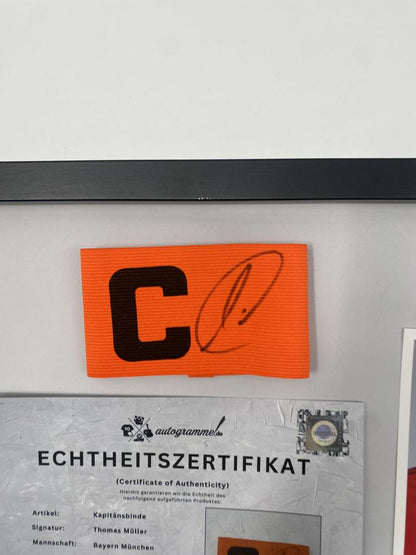 C
autogramme.de
ECHTHEITSZERTIFIKAT
(Certificate of Authenticity)
Hiermit garantieren wir die Echtheit des
nachfolgend aufgeführten Produktes:
Artikel: Kapitänsbinde
Signatur: Thomas Müller
Mannschaft: Bayern München
C